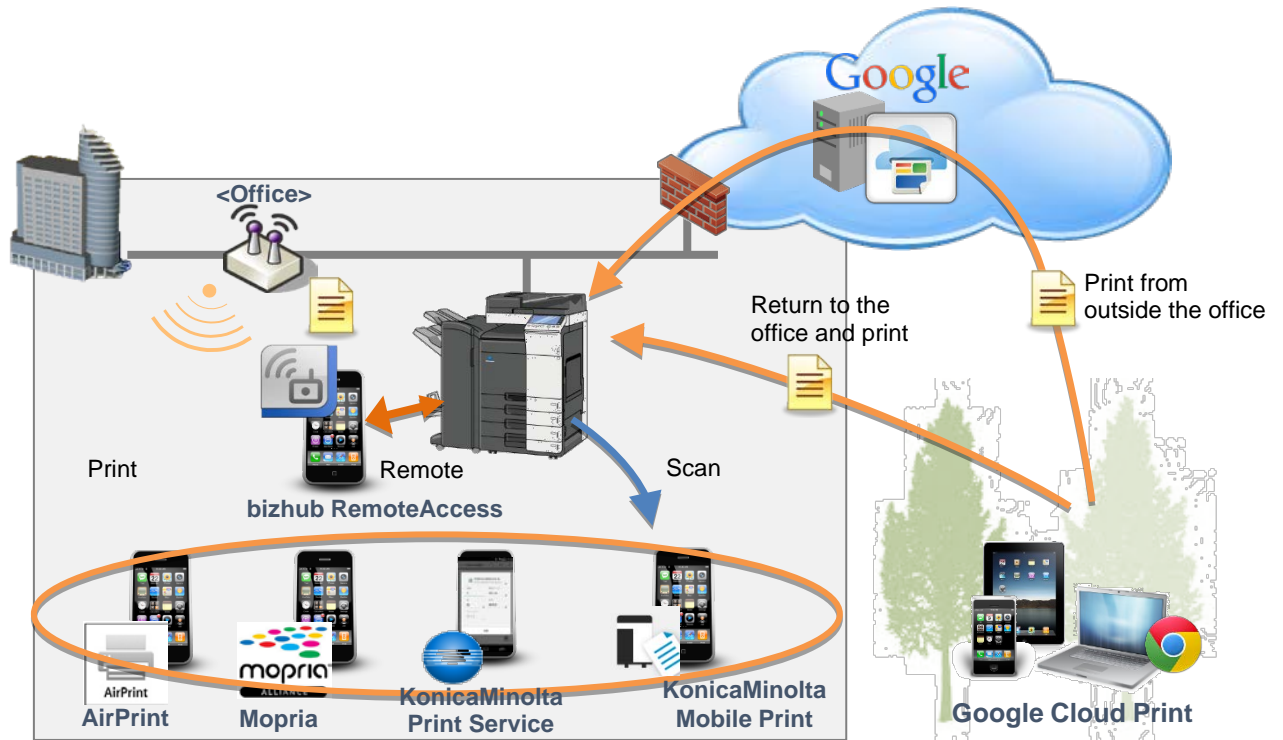 Google
<Office>
Print from
outside the office
Return to the
office and print
Print
Remote
Scan
bizhub RemoteAccess
AirPrint
mopria
ALLIANCE
AirPrint
Mopria
KonicaMinolta
Print Service
KonicaMinolta
Mobile Print
Google Cloud Print